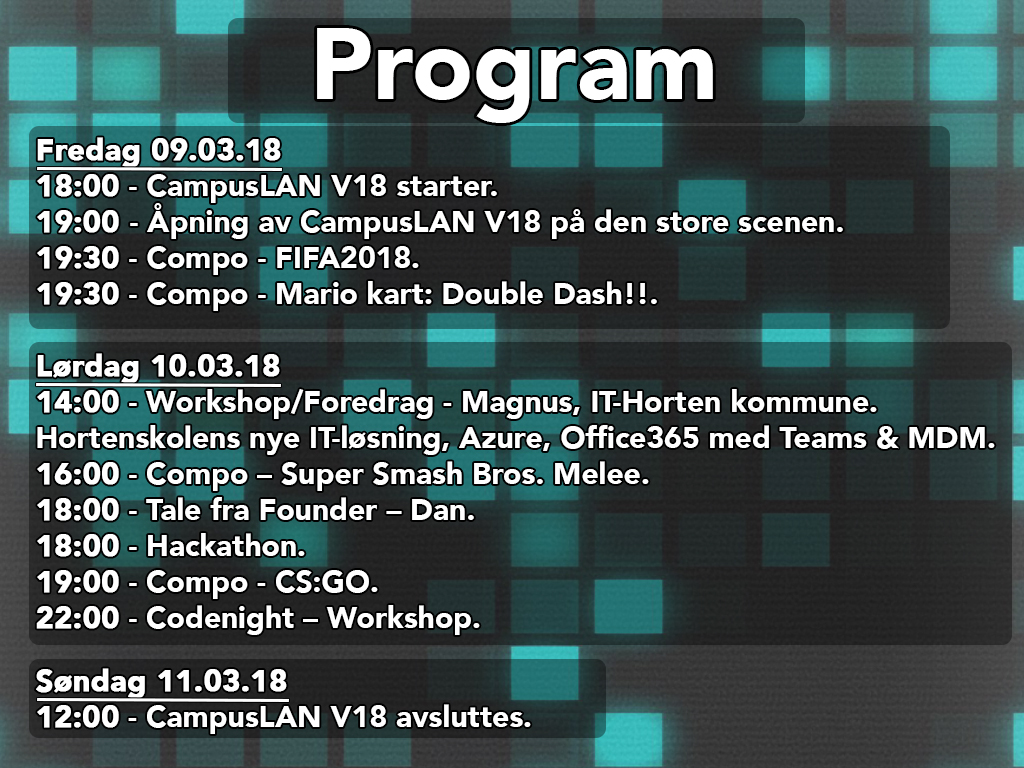 Program
Fredag 09.03.18
18:00 - CampusLAN V18 starter.
19:00 - Åpning av CampusLAN V18 på den store scenen.
19:30 - Compo - FIFA2018.
19:30 - Compo - Mario kart: Double Dash!!.
Lørdag 10.03.18
14:00 - Workshop/Foredrag - Magnus, IT-Horten kommune.
Hortenskolens nye IT-løsning, Azure, Office365 med Teams & MDM.
16:00 - Compo – Super Smash Bros. Melee.
18:00 - Tale fra Founder – Dan.
18:00 - Hackathon.
19:00 - Compo - CS:GO.
22:00 - Codenight – Workshop.
Søndag 11.03.18
12:00 - CampusLAN V18 avsluttes.